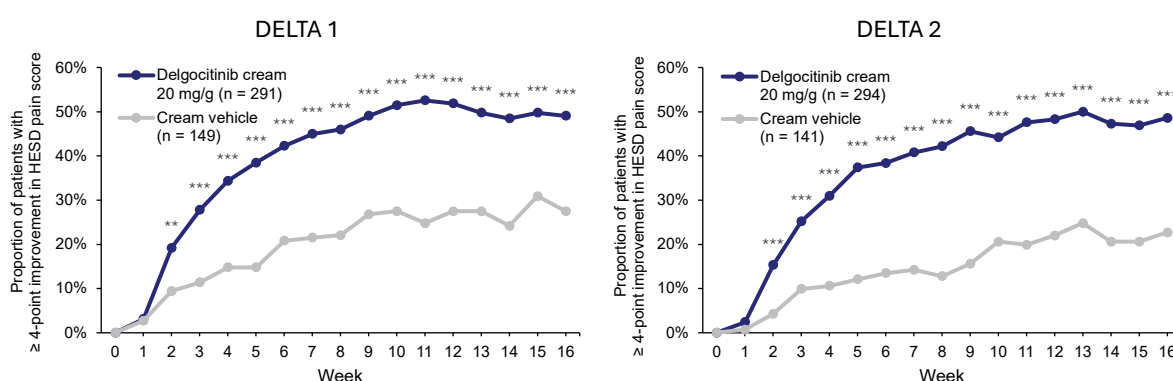 DELTA 1
Proportion of patients with
≥ 4-point improvement in HESD pain score
60%
50%
40%
30%
20%
10%
0%
Delgocitinib cream
20 mg/g (n = 291)
Cream vehicle
(n = 149)
** *** *** *** *** *** *** *** *** *** *** *** *** *** ***
0 1 2 3 4 5 6 7 8 9 10 11 12 13 14 15 16
Week
DELTA 2
Proportion of patients with
≥ 4-point improvement in HESD pain score
60%
50%
40%
30%
20%
10%
0%
Delgocitinib cream
20 mg/g (n = 294)
Cream vehicle
(n = 141)
*** *** *** *** *** *** *** *** *** *** *** *** *** *** ***
0 1 2 3 4 5 6 7 8 9 10 11 12 13 14 15 16
Week